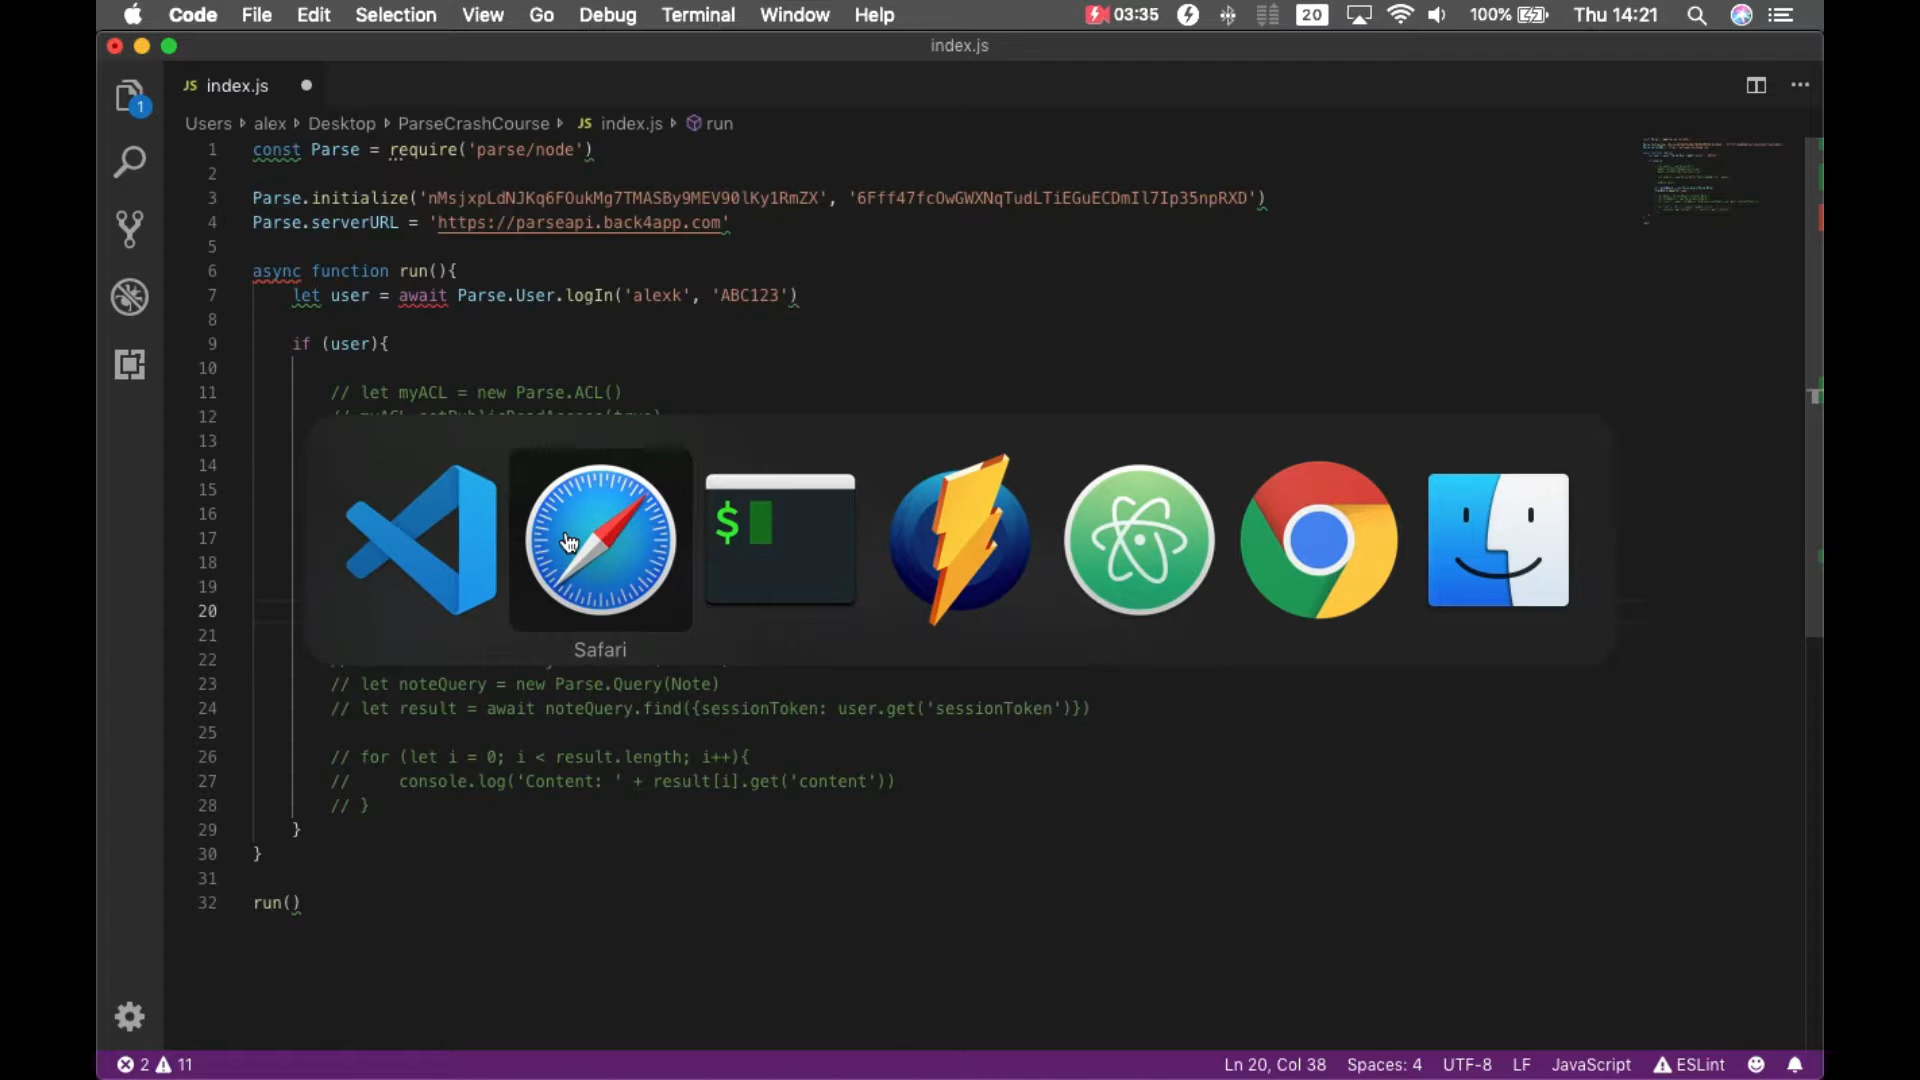 Code File Edit Selection View Go Debug Terminal Window Help 03:35 20 100% Thu 14:21
index.js
JS index.js
Users alex Desktop ParseCrashCourse JS index.js run
1 const Parse = require('parse/node')
2
3 Parse.initialize('nMsjxpLdNJKq6FOukMg7TMASBy9MEV90lKy1RmZX', '6Fff47fcOwGWXNqTudLTiEGuECDmIl7Ip35npRXD')
4 Parse.serverURL = 'https://parseapi.back4app.com'
5
6 async function run(){
7 let user = await Parse.User.logIn('alexk', 'ABC123')
8
9 if (user){
10
11 // let myACL = new Parse.ACL()
12 // myACL.setPublicReadAccess(true)
13
14
15
16
17
18
19
20
21
Safari
22
23 // let noteQuery = new Parse.Query(Note)
24 // let result = await noteQuery.find({sessionToken: user.get('sessionToken')})
25
26 // for (let i = 0; i < result.length; i++){
27 // console.log('Content: ' + result[i].get('content'))
28 // }
29 }
30 }
31
32 run()
2 11 Ln 20, Col 38 Spaces: 4 UTF-8 LF JavaScript ESLint